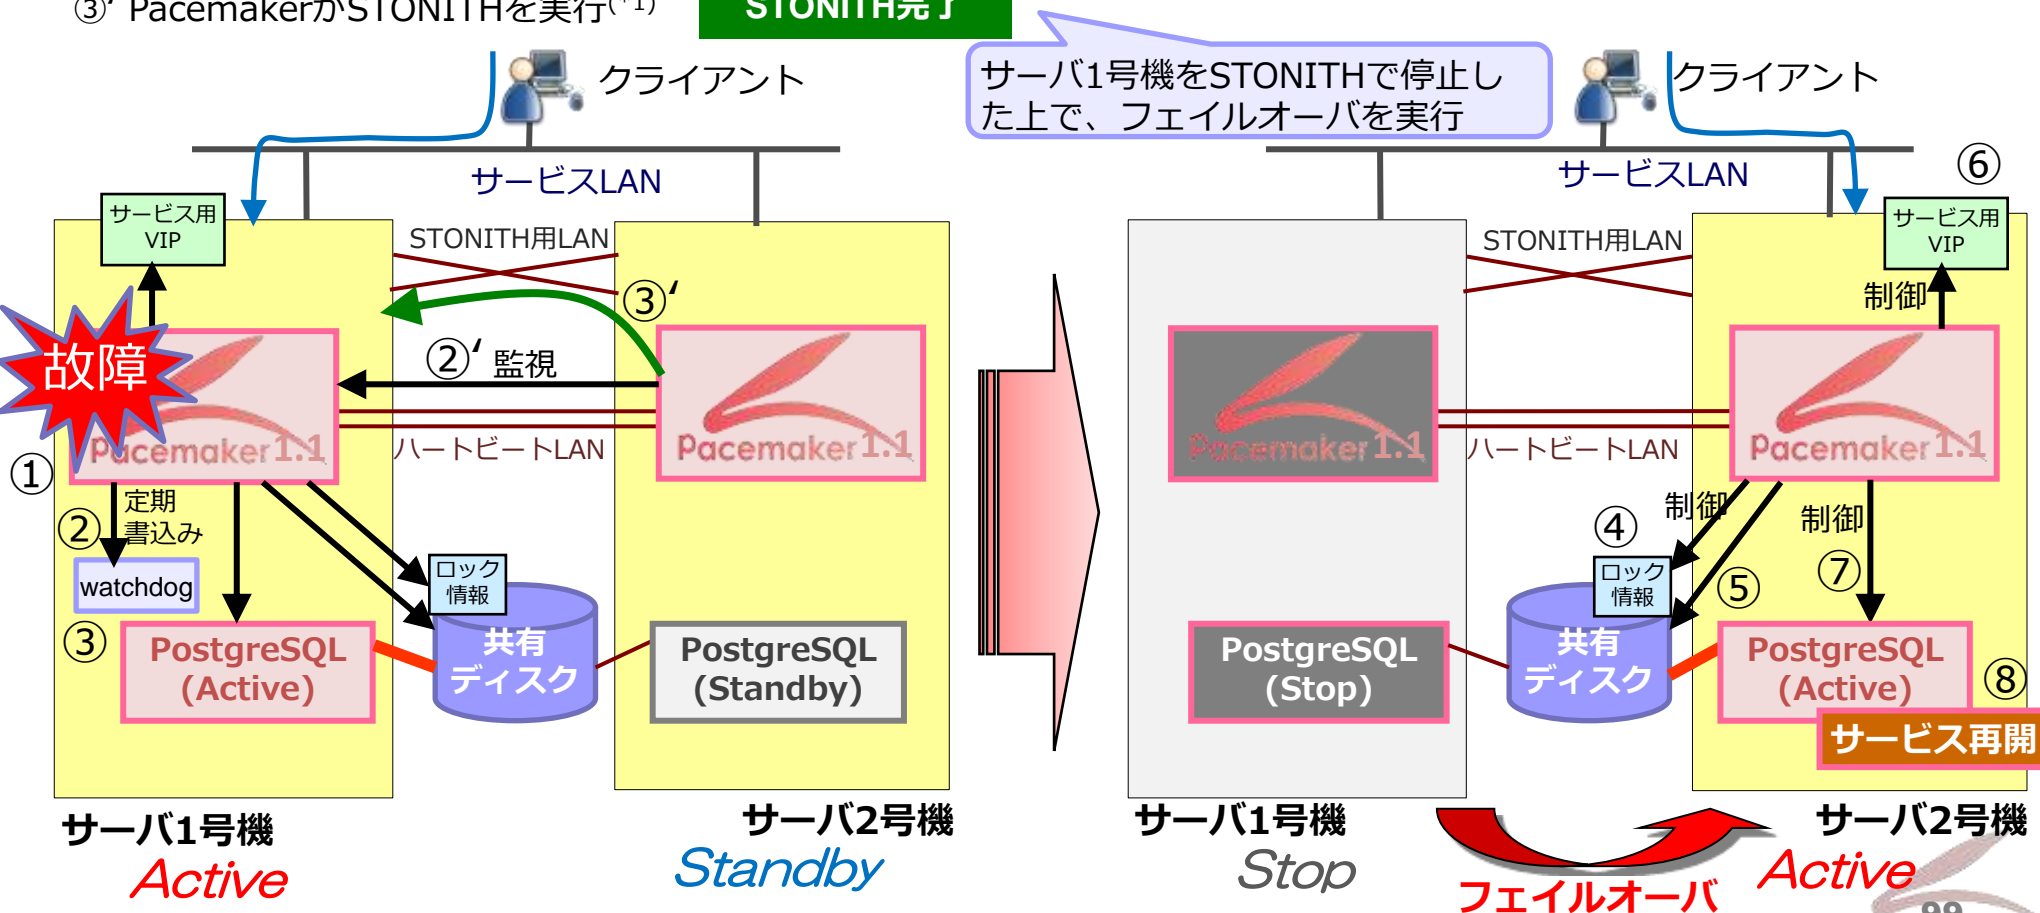 ③‘ PacemakerがSTONITHを実行(*1)
STONITH完了
クライアント
サーバ1号機をSTONITHで停止し
た上で、フェイルオーバを実行
クライアント
サービスLAN
サービスLAN
⑥
サービス用
VIP
STONITH用LAN
STONITH用LAN
サービス用
VIP
③‘
制御
故障
②‘ 監視
Pacemaker 1.1
Pacemaker 1.1
Pacemaker 1.1
Pacemaker 1.1
ハートビートLAN
ハートビートLAN
①
②
定期
書込み
watchdog
ロック
情報
制御
制御
④
ロック
情報
⑤
⑦
③
PostgreSQL
(Active)
共有
ディスク
PostgreSQL
(Standby)
PostgreSQL
(Stop)
共有
ディスク
PostgreSQL
(Active)
⑧
サービス再開
サーバ1号機
Active
サーバ2号機
Standby
サーバ1号機
Stop
フェイルオーバ
サーバ2号機
Active
99